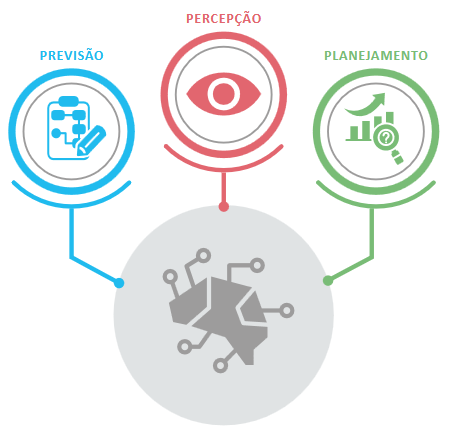 PERCEPÇÃO
PREVISÃO
PLANEJAMENTO
?